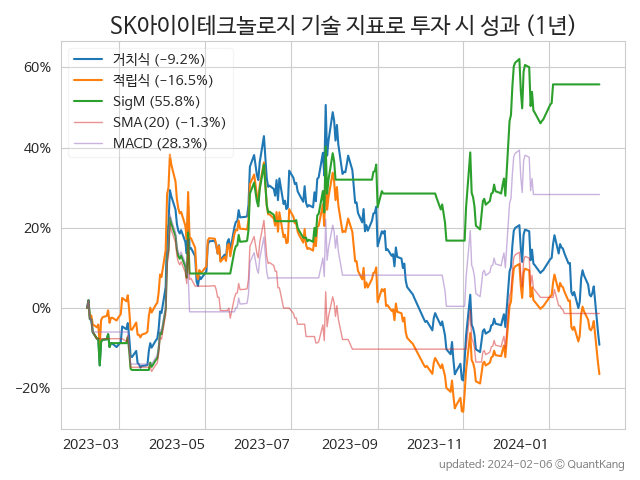 SK아이이테크놀로지 기술 지표로 투자 시 성과 (1년)
거치식 (−9.2%)
적립식 (−16.5%)
SigM (55.8%)
SMA(20) (−1.3%)
MACD (28.3%)
60%
40%
20%
0%
−20%
2023-03 2023-05 2023-07 2023-09 2023-11 2024-01
updated: 2024-02-06 © QuantKang